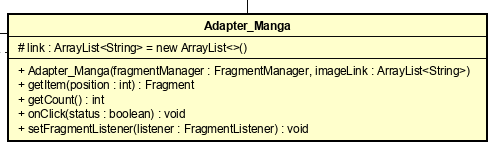 Adapter_Manga
# link : ArrayList<String> = new ArrayList<>()
+ Adapter_Manga(fragmentManager : FragmentManager, imageLink : ArrayList<String>)
+ getItem(position : int) : Fragment
+ getCount() : int
+ onClick(status : boolean) : void
+ setFragmentListener(listener : FragmentListener) : void